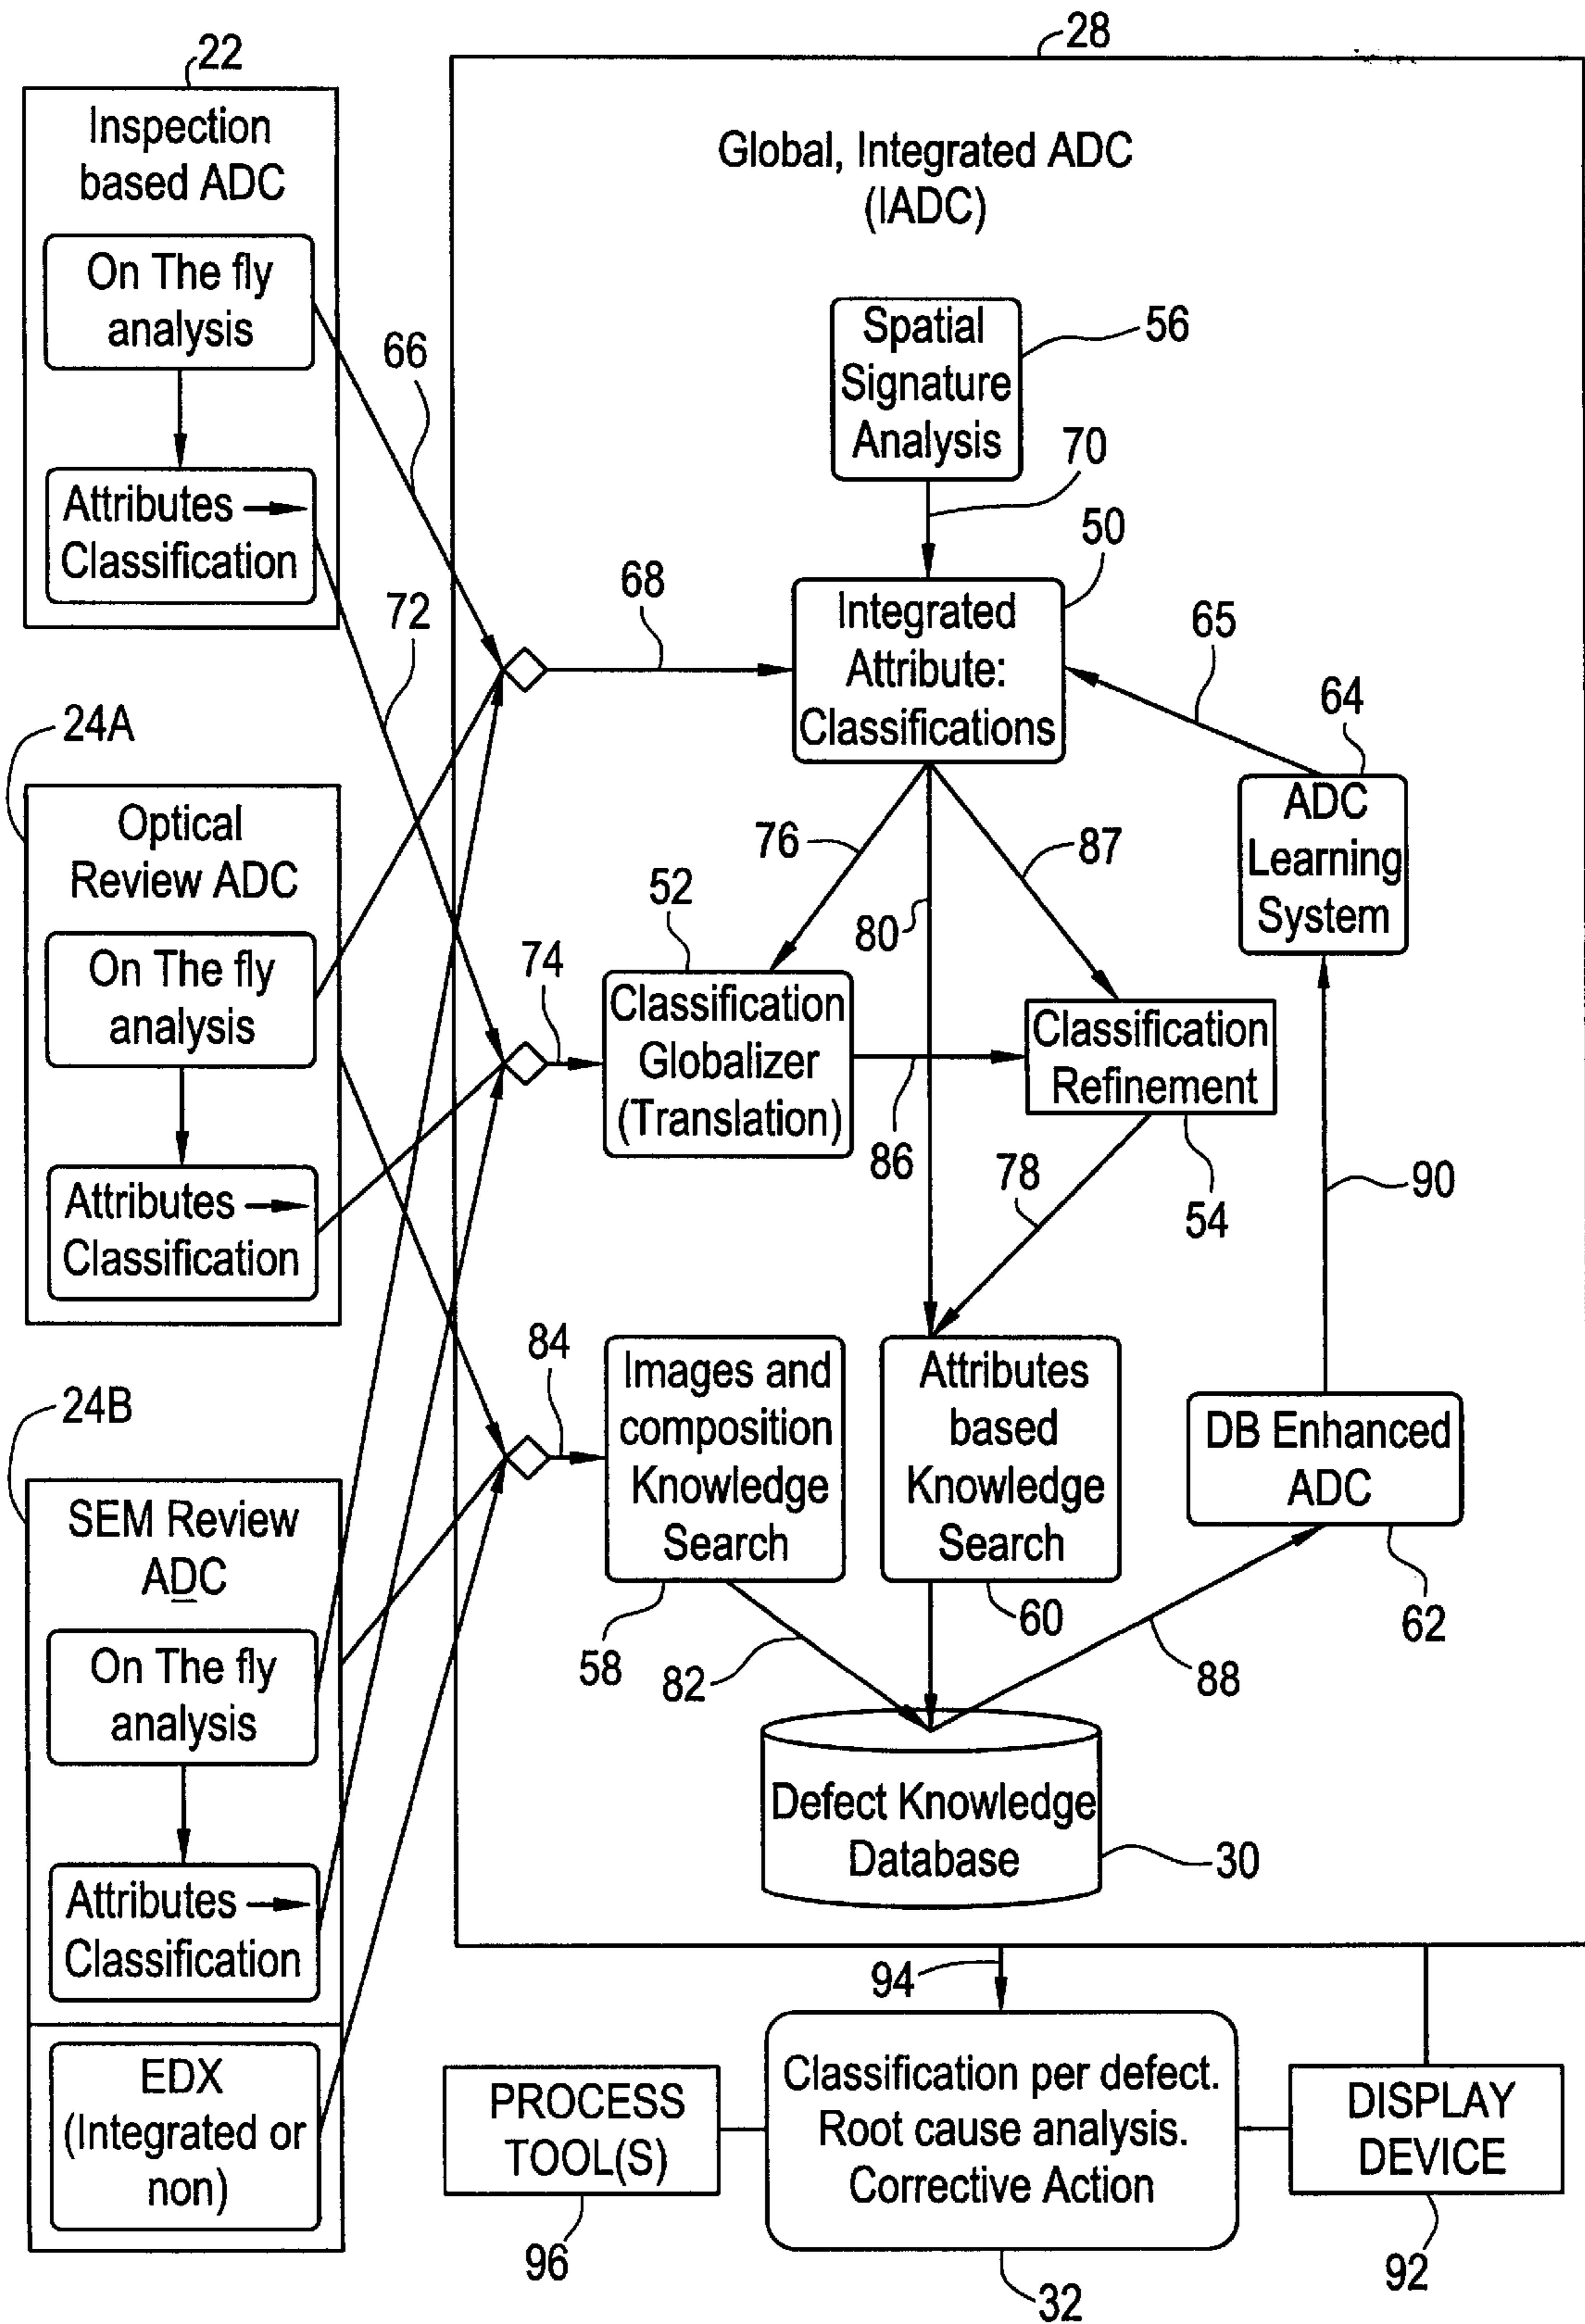 28
22
Inspection
based ADC
On The fly
analysis
Attributes
Classification
66
72
Global, Integrated ADC
(IADC)
Spatial
Signature
Analysis
56
70
50
68
Integrated
Attribute:
Classifications
65
64
ADC
Learning
System
24A
Optical
Review ADC
On The fly
analysis
Attributes
Classification
76
87
80
52
74
Classification
Globalizer
(Translation)
86
Classification
Refinement
54
78
90
24B
SEM Review
ADC
On The fly
analysis
Attributes
Classification
EDX
(Integrated or
non)
84
Images and
composition
Knowledge
Search
58
82
Attributes
based
Knowledge
Search
60
DB Enhanced
ADC
62
88
Defect Knowledge
Database
30
94
PROCESS
TOOL(S)
96
Classification per defect.
Root cause analysis.
Corrective Action
32
DISPLAY
DEVICE
92